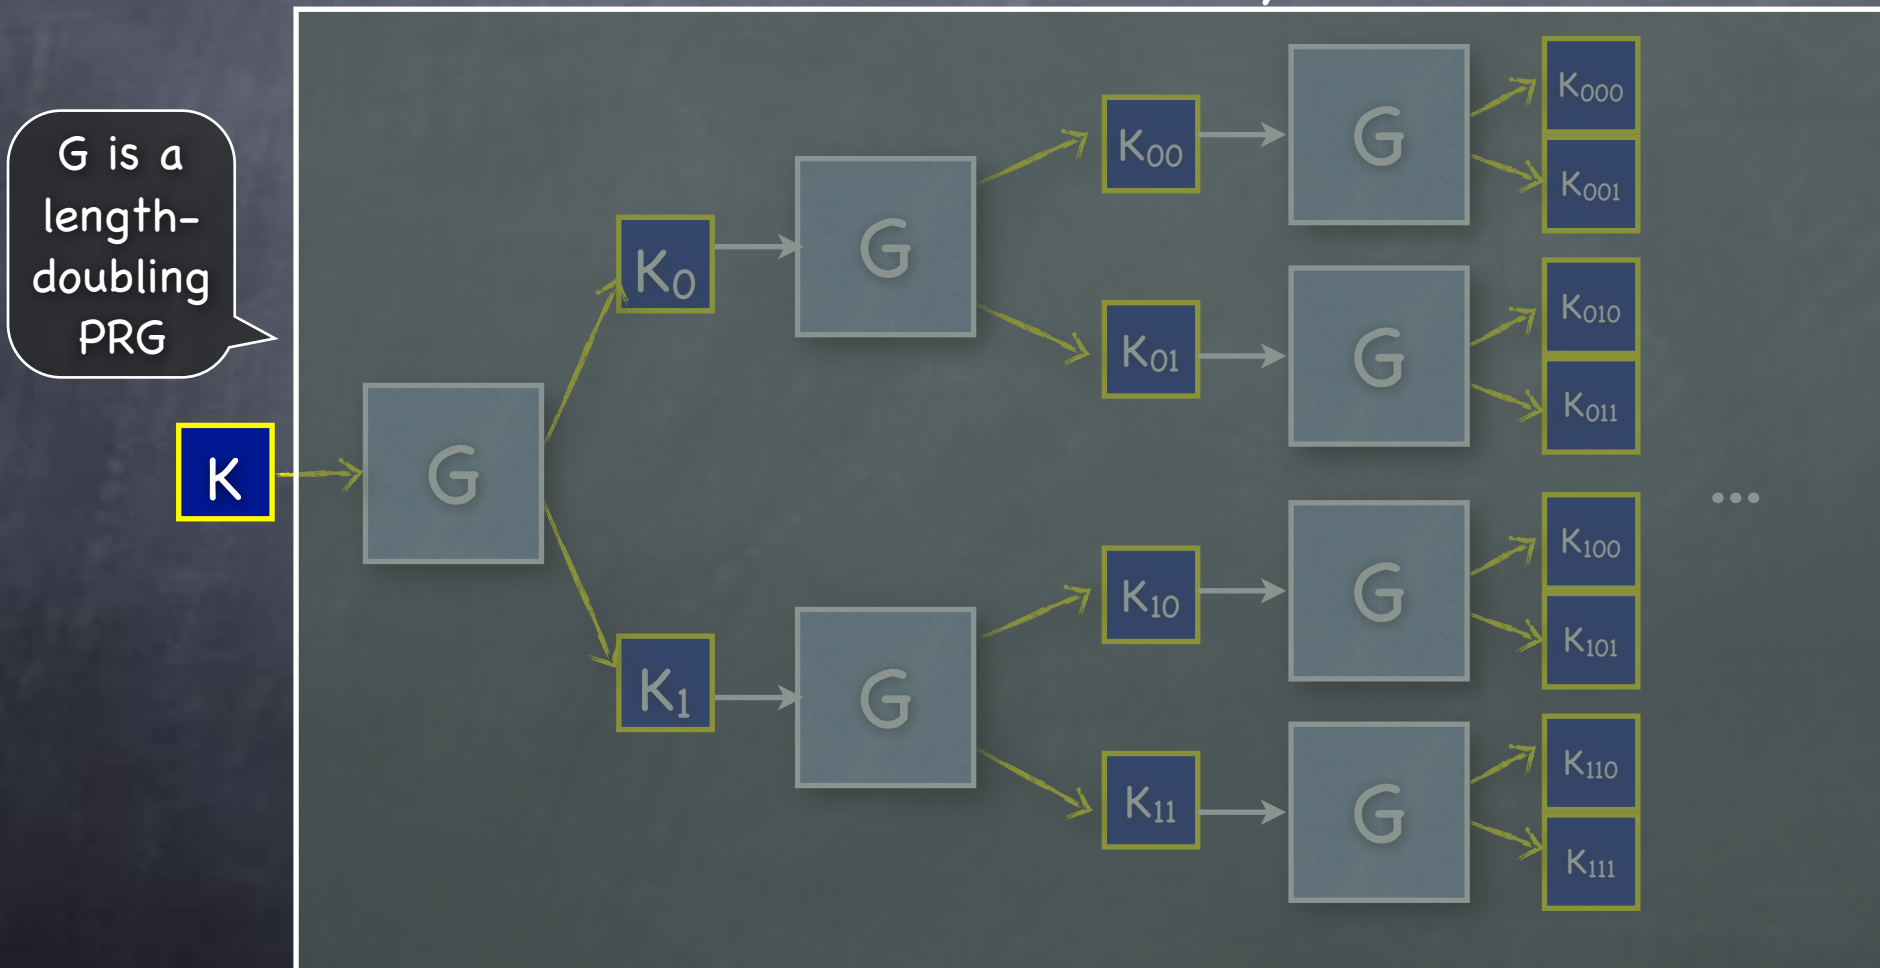 G is a
length-
doubling
PRG
K
G
K₀
K₁
G
G
K₀₀
K₀₁
K₁₀
K₁₁
G
G
G
G
K₀₀₀
K₀₀₁
K₀₁₀
K₀₁₁
K₁₀₀
K₁₀₁
K₁₁₀
K₁₁₁
...